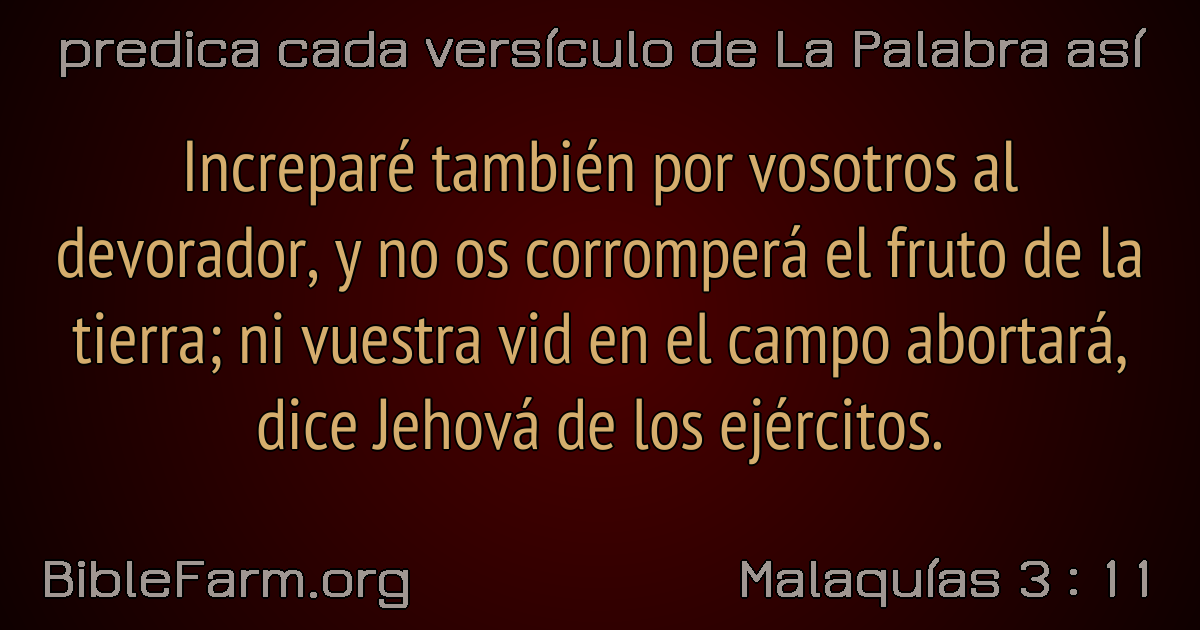 predica cada versículo de La Palabra así
Increparé también por vosotros al
devorador, y no os corromperá el fruto de la
tierra; ni vuestra vid en el campo abortará,
dice Jehová de los ejércitos.
BibleFarm.org
Malaquías 3 : 11